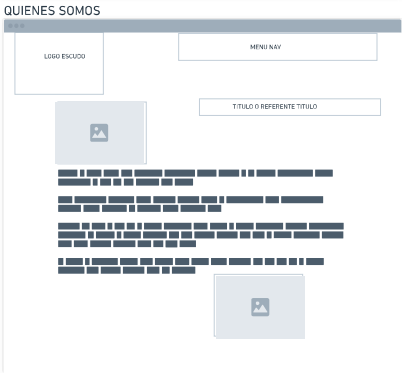 QUIENES SOMOS
LOGO ESCUDO
MENU NAV
TITULO O REFERENTE TITULO